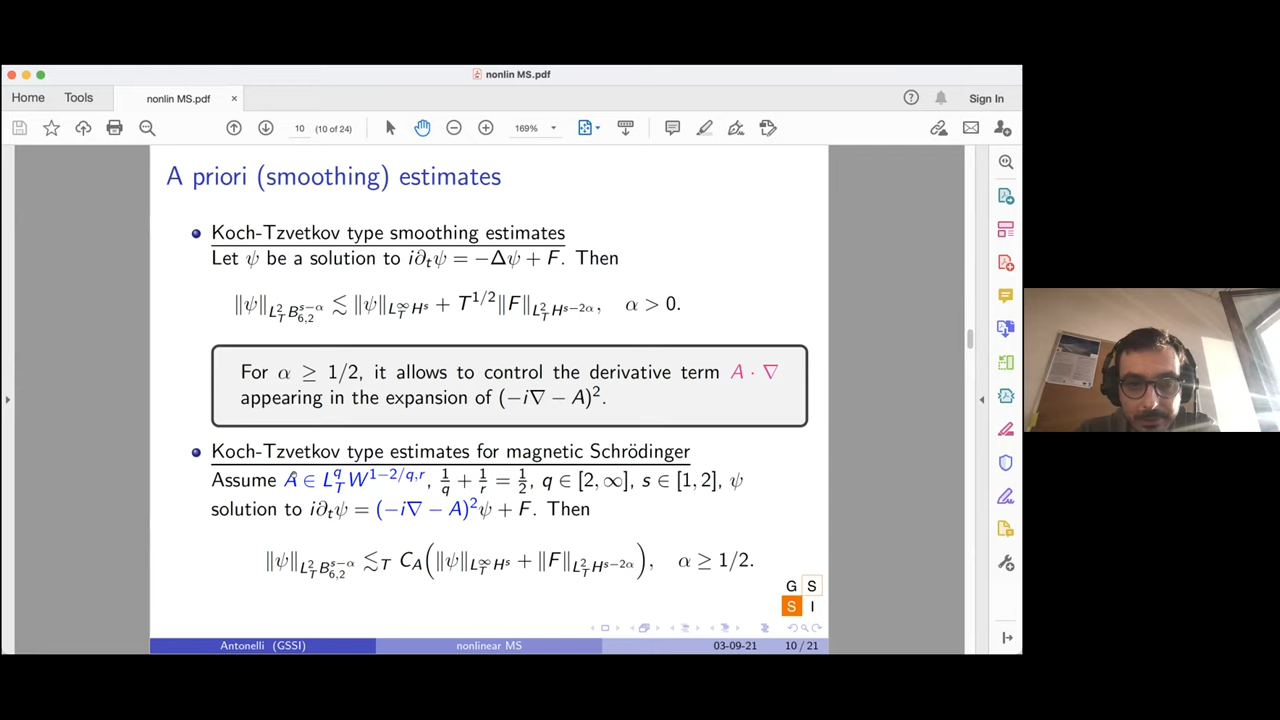 nonlin MS.pdf
Home Tools nonlin MS.pdf × Sign In
10 (10 of 24) 169%
A priori (smoothing) estimates
Koch-Tzvetkov type smoothing estimates
Let ψ be a solution to i∂ₜψ = −Δψ + F. Then
‖ψ‖_{L²_T B^{s−α}_{6,2}} ≲ ‖ψ‖_{L^∞_T H^s} + T^{1/2}‖F‖_{L²_T H^{s−2α}}, α > 0.
For α ≥ 1/2, it allows to control the derivative term A · ∇
appearing in the expansion of (−i∇ − A)².
Koch-Tzvetkov type estimates for magnetic Schrödinger
Assume A ∈ L^q_T W^{1−2/q,r}, 1/q + 1/r = 1/2, q ∈ [2, ∞], s ∈ [1, 2], ψ
solution to i∂ₜψ = (−i∇ − A)²ψ + F. Then
‖ψ‖_{L²_T B^{s−α}_{6,2}} ≲_T C_A(‖ψ‖_{L^∞_T H^s} + ‖F‖_{L²_T H^{s−2α}}), α ≥ 1/2.
G S
S I
Antonelli (GSSI) nonlinear MS 03-09-21 10 / 21